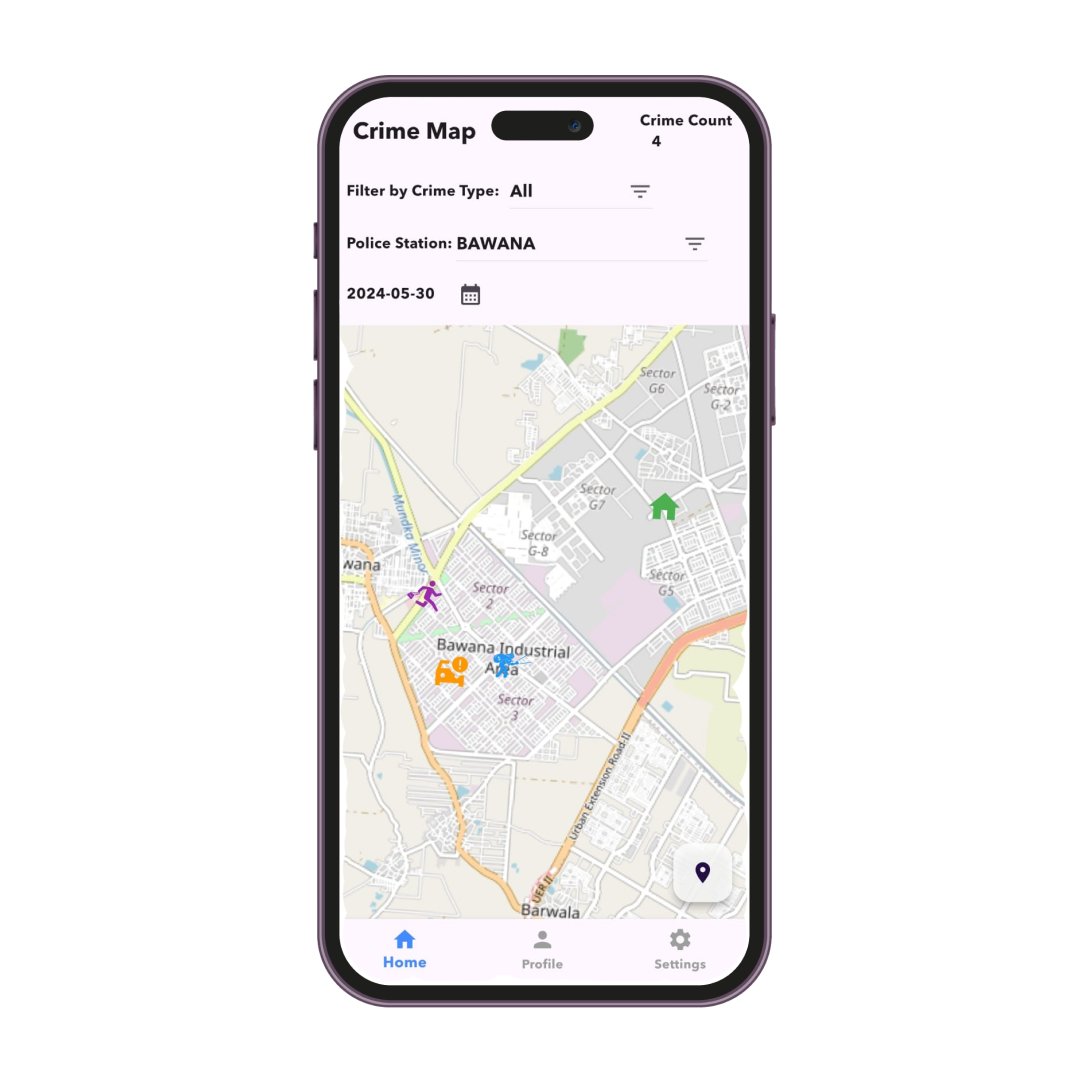 Crime Map
Crime Count
4
Filter by Crime Type: All
Police Station: BAWANA
2024-05-30
Sector
G6
Sector
G-2
Sector
G7
Mundka Minor
Sector
G-8
wana
Sector
G5
Sector
2
Bawana Industrial
Area
Sector
3
Urban Extension Road-II
UER II
Barwala
Home
Profile
Settings